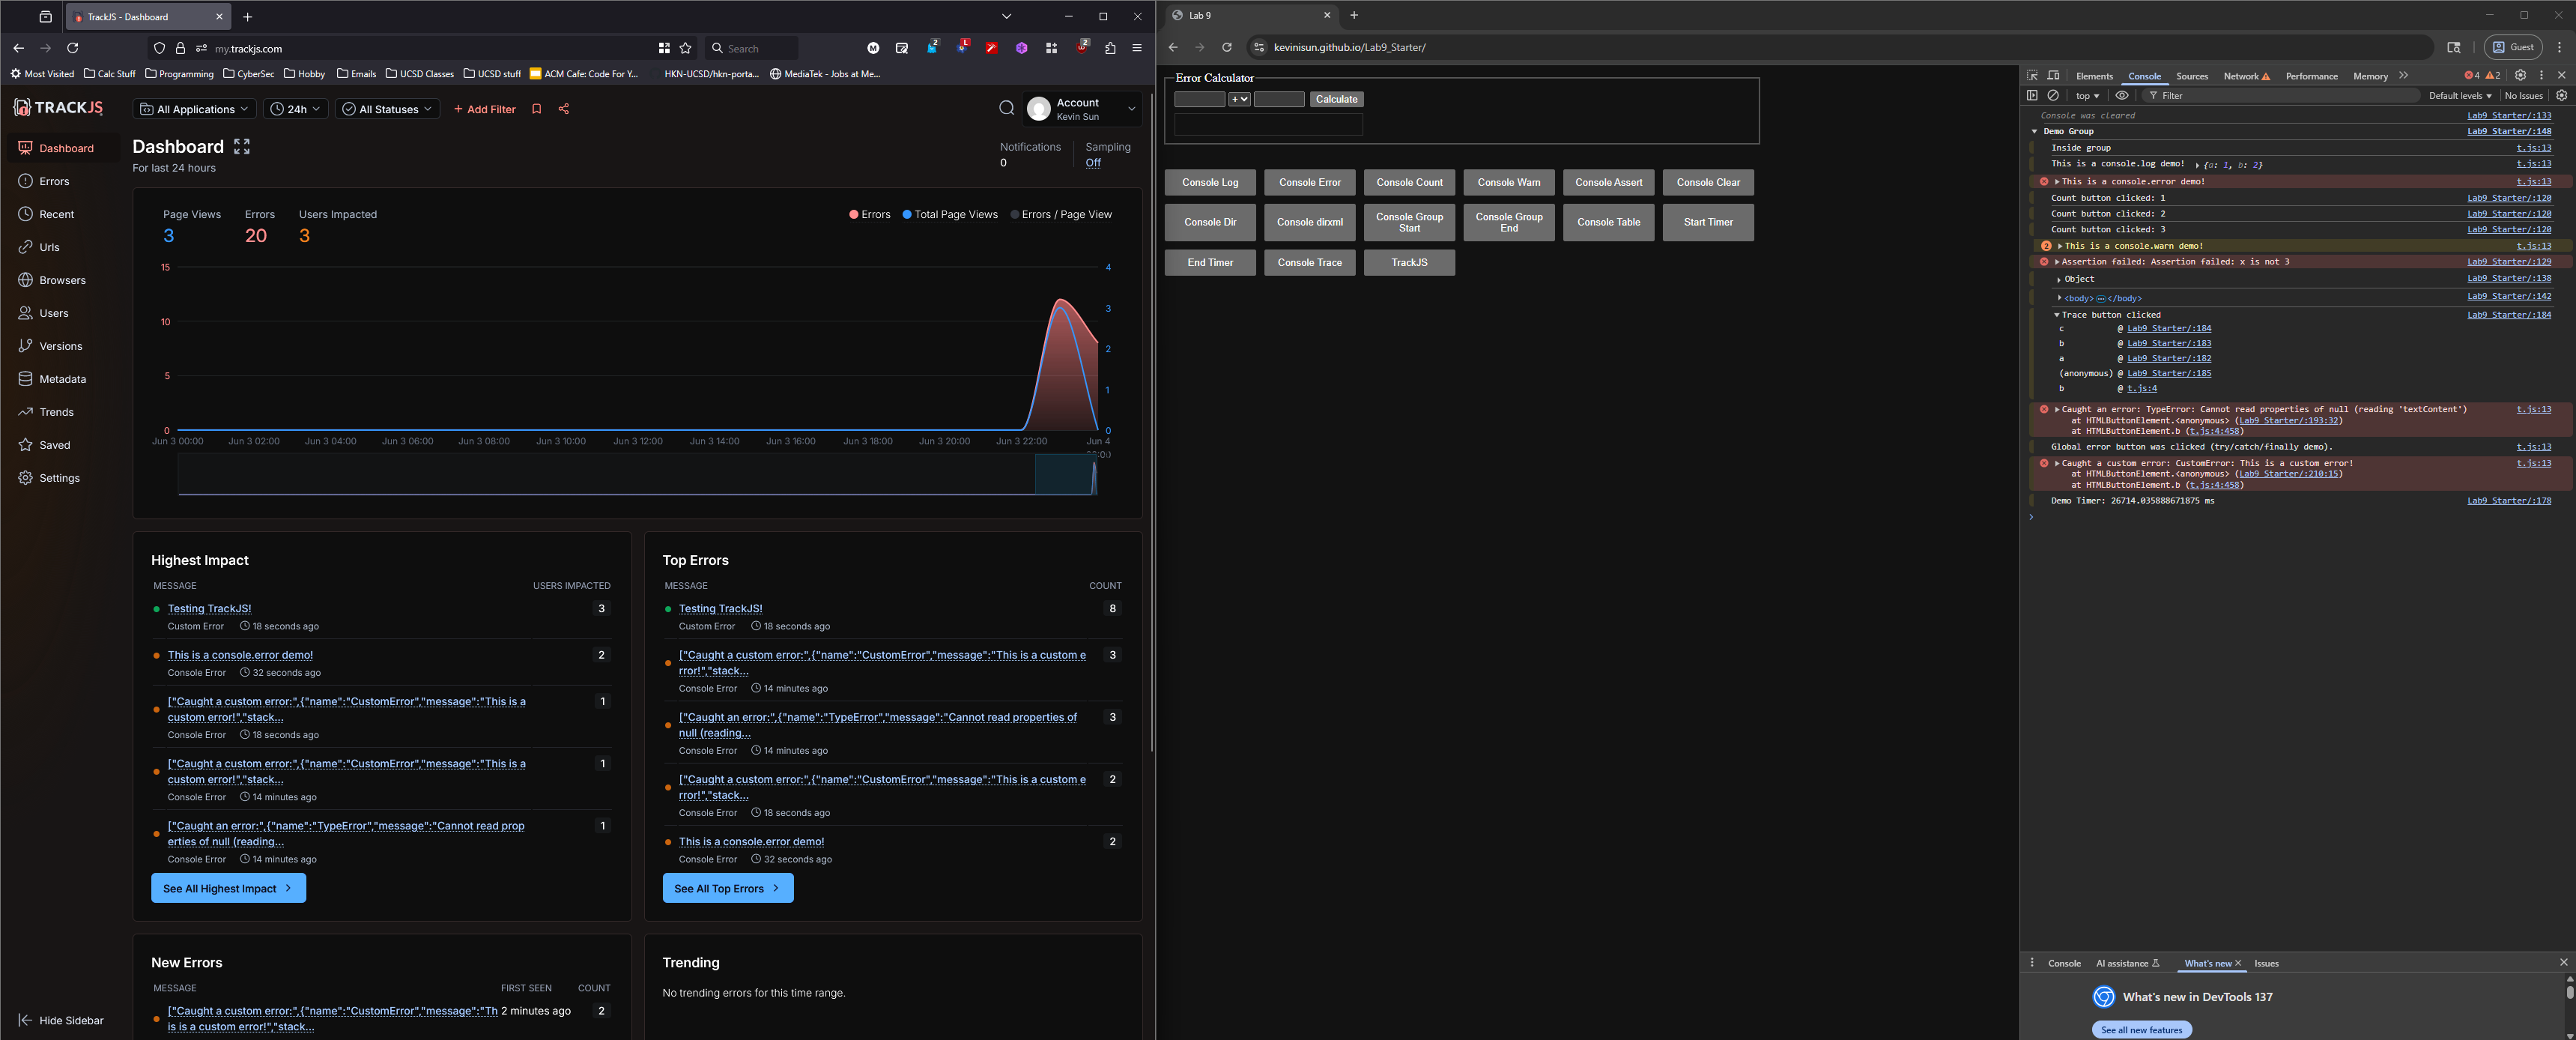 TrackJS - Dashboard
my.trackjs.com
Search
2
L
2
Most Visited
Calc Stuff
Programming
CyberSec
Hobby
Emails
UCSD Classes
UCSD stuff
ACM Cafe: Code For Y...
HKN-UCSD/hkn-porta...
MediaTek - Jobs at Me...
TRACKJS
Dashboard
Errors
Recent
Urls
Browsers
Users
Versions
Metadata
Trends
Saved
Settings
Hide Sidebar
All Applications
24h
All Statuses
+ Add Filter
Account
Kevin Sun
Dashboard
For last 24 hours
Notifications
0
Sampling
Off
Page Views
3
Errors
20
Users Impacted
3
Errors
Total Page Views
Errors / Page View
15
10
5
0
4
3
2
1
0
Jun 3 00:00
Jun 3 02:00
Jun 3 04:00
Jun 3 06:00
Jun 3 08:00
Jun 3 10:00
Jun 3 12:00
Jun 3 14:00
Jun 3 16:00
Jun 3 18:00
Jun 3 20:00
Jun 3 22:00
Jun 4
Highest Impact
MESSAGE USERS IMPACTED
Testing TrackJS! 3
Custom Error 18 seconds ago
This is a console.error demo! 2
Console Error 32 seconds ago
["Caught a custom error:",{"name":"CustomError","message":"This is a 1
custom error!","stack...
Console Error 18 seconds ago
["Caught a custom error:",{"name":"CustomError","message":"This is a 1
custom error!","stack...
Console Error 14 minutes ago
["Caught an error:",{"name":"TypeError","message":"Cannot read prop 1
erties of null (reading...
Console Error 14 minutes ago
See All Highest Impact
Top Errors
MESSAGE COUNT
Testing TrackJS! 8
Custom Error 18 seconds ago
["Caught a custom error:",{"name":"CustomError","message":"This is a custom e 3
rror!","stack...
Console Error 14 minutes ago
["Caught an error:",{"name":"TypeError","message":"Cannot read properties of 3
null (reading...
Console Error 14 minutes ago
["Caught a custom error:",{"name":"CustomError","message":"This is a custom e 2
rror!","stack...
Console Error 18 seconds ago
This is a console.error demo! 2
Console Error 32 seconds ago
See All Top Errors
New Errors
MESSAGE FIRST SEEN COUNT
["Caught a custom error:",{"name":"CustomError","message":"Th 2 minutes ago 2
is is a custom error!","stack...
Trending
No trending errors for this time range.
Lab 9
kevinisun.github.io/Lab9_Starter/
Guest
Error Calculator
+
Calculate
Console Log
Console Error
Console Count
Console Warn
Console Assert
Console Clear
Console Dir
Console dirxml
Console Group
Start
Console Group
End
Console Table
Start Timer
End Timer
Console Trace
TrackJS
Elements
Console
Sources
Network
Performance
Memory
4
2
top
Filter
Default levels
No Issues
Console was cleared Lab9_Starter/:133
Demo Group Lab9_Starter/:148
Inside group t.js:13
This is a console.log demo! {a: 1, b: 2} t.js:13
This is a console.error demo! t.js:13
Count button clicked: 1 Lab9_Starter/:120
Count button clicked: 2 Lab9_Starter/:120
Count button clicked: 3 Lab9_Starter/:120
2 This is a console.warn demo! t.js:13
Assertion failed: Assertion failed: x is not 3 Lab9_Starter/:129
Object Lab9_Starter/:138
<body>…</body> Lab9_Starter/:142
Trace button clicked Lab9_Starter/:184
c @ Lab9_Starter/:184
b @ Lab9_Starter/:183
a @ Lab9_Starter/:182
(anonymous) @ Lab9_Starter/:185
b @ t.js:4
Caught an error: TypeError: Cannot read properties of null (reading 'textContent') t.js:13
at HTMLButtonElement.<anonymous> (Lab9_Starter/:193:32)
at HTMLButtonElement.b (t.js:4:458)
Global error button was clicked (try/catch/finally demo). t.js:13
Caught a custom error: CustomError: This is a custom error! t.js:13
at HTMLButtonElement.<anonymous> (Lab9_Starter/:210:15)
at HTMLButtonElement.b (t.js:4:458)
Demo Timer: 26714.035888671875 ms Lab9_Starter/:178
Console
AI assistance
What's new
Issues
What's new in DevTools 137
See all new features